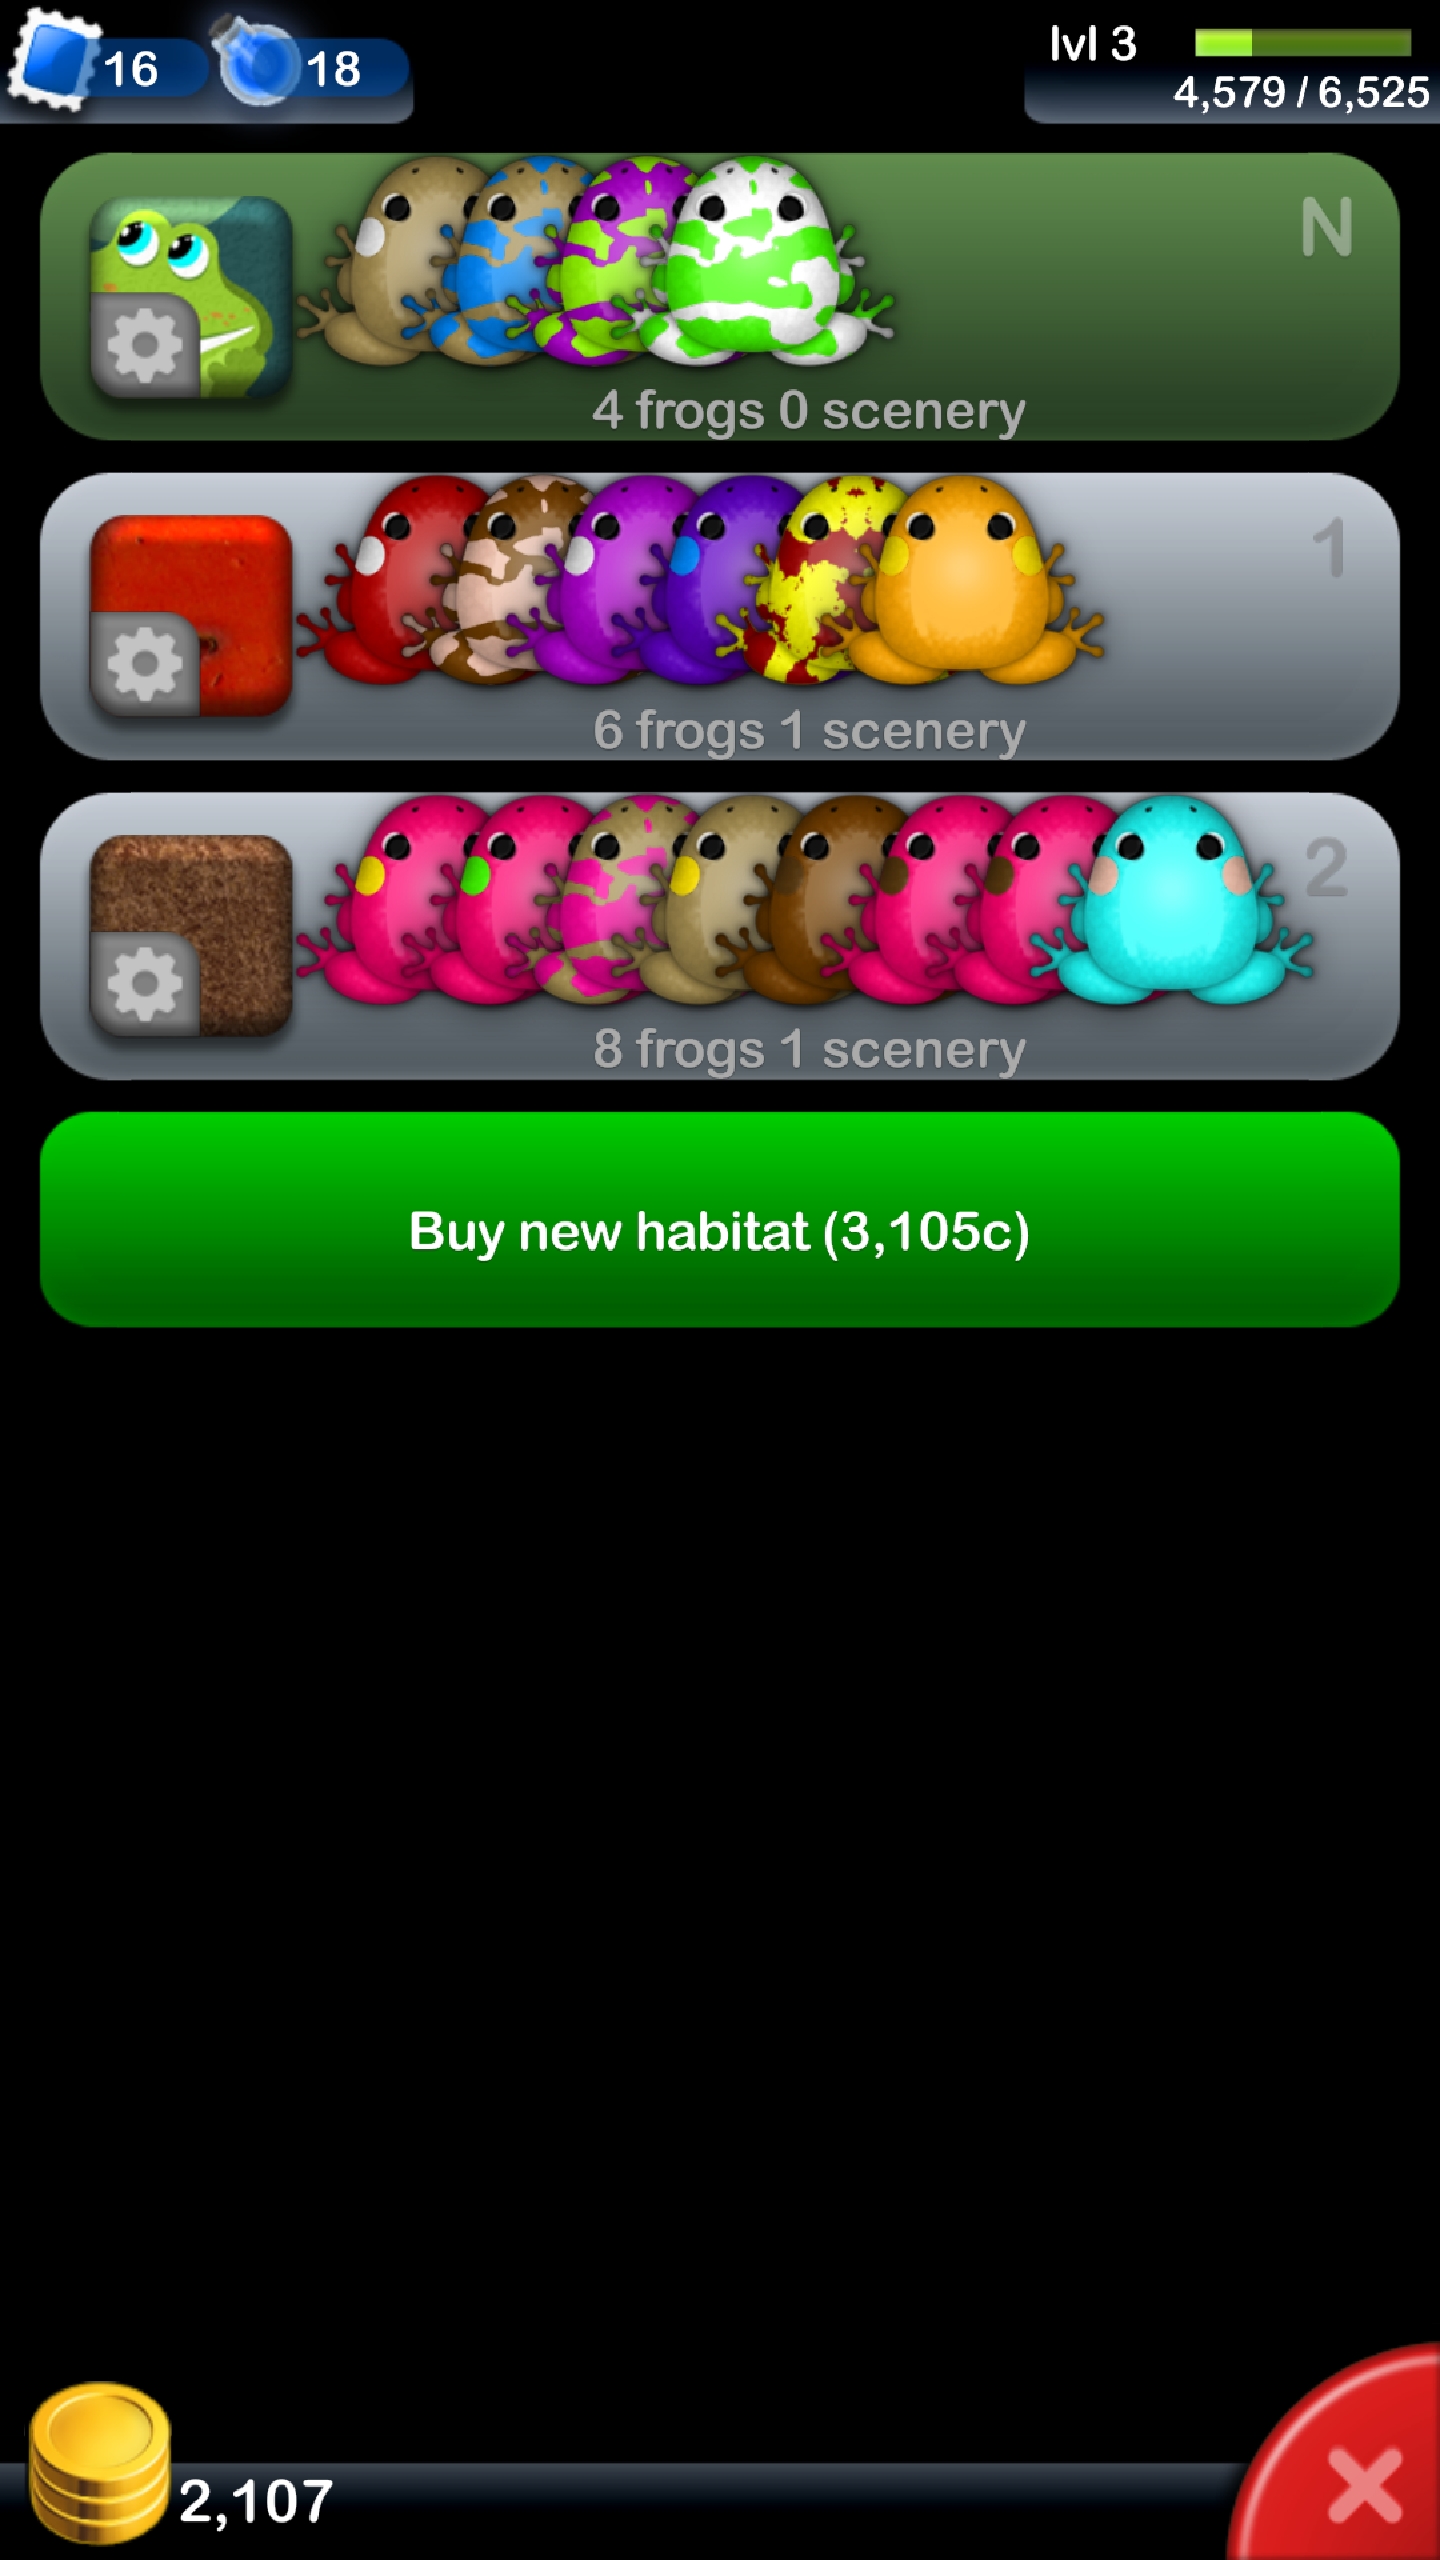 16
18
lvl 3
4,579 / 6,525
N
4 frogs 0 scenery
1
6 frogs 1 scenery
2
8 frogs 1 scenery
Buy new habitat (3,105c)
2,107